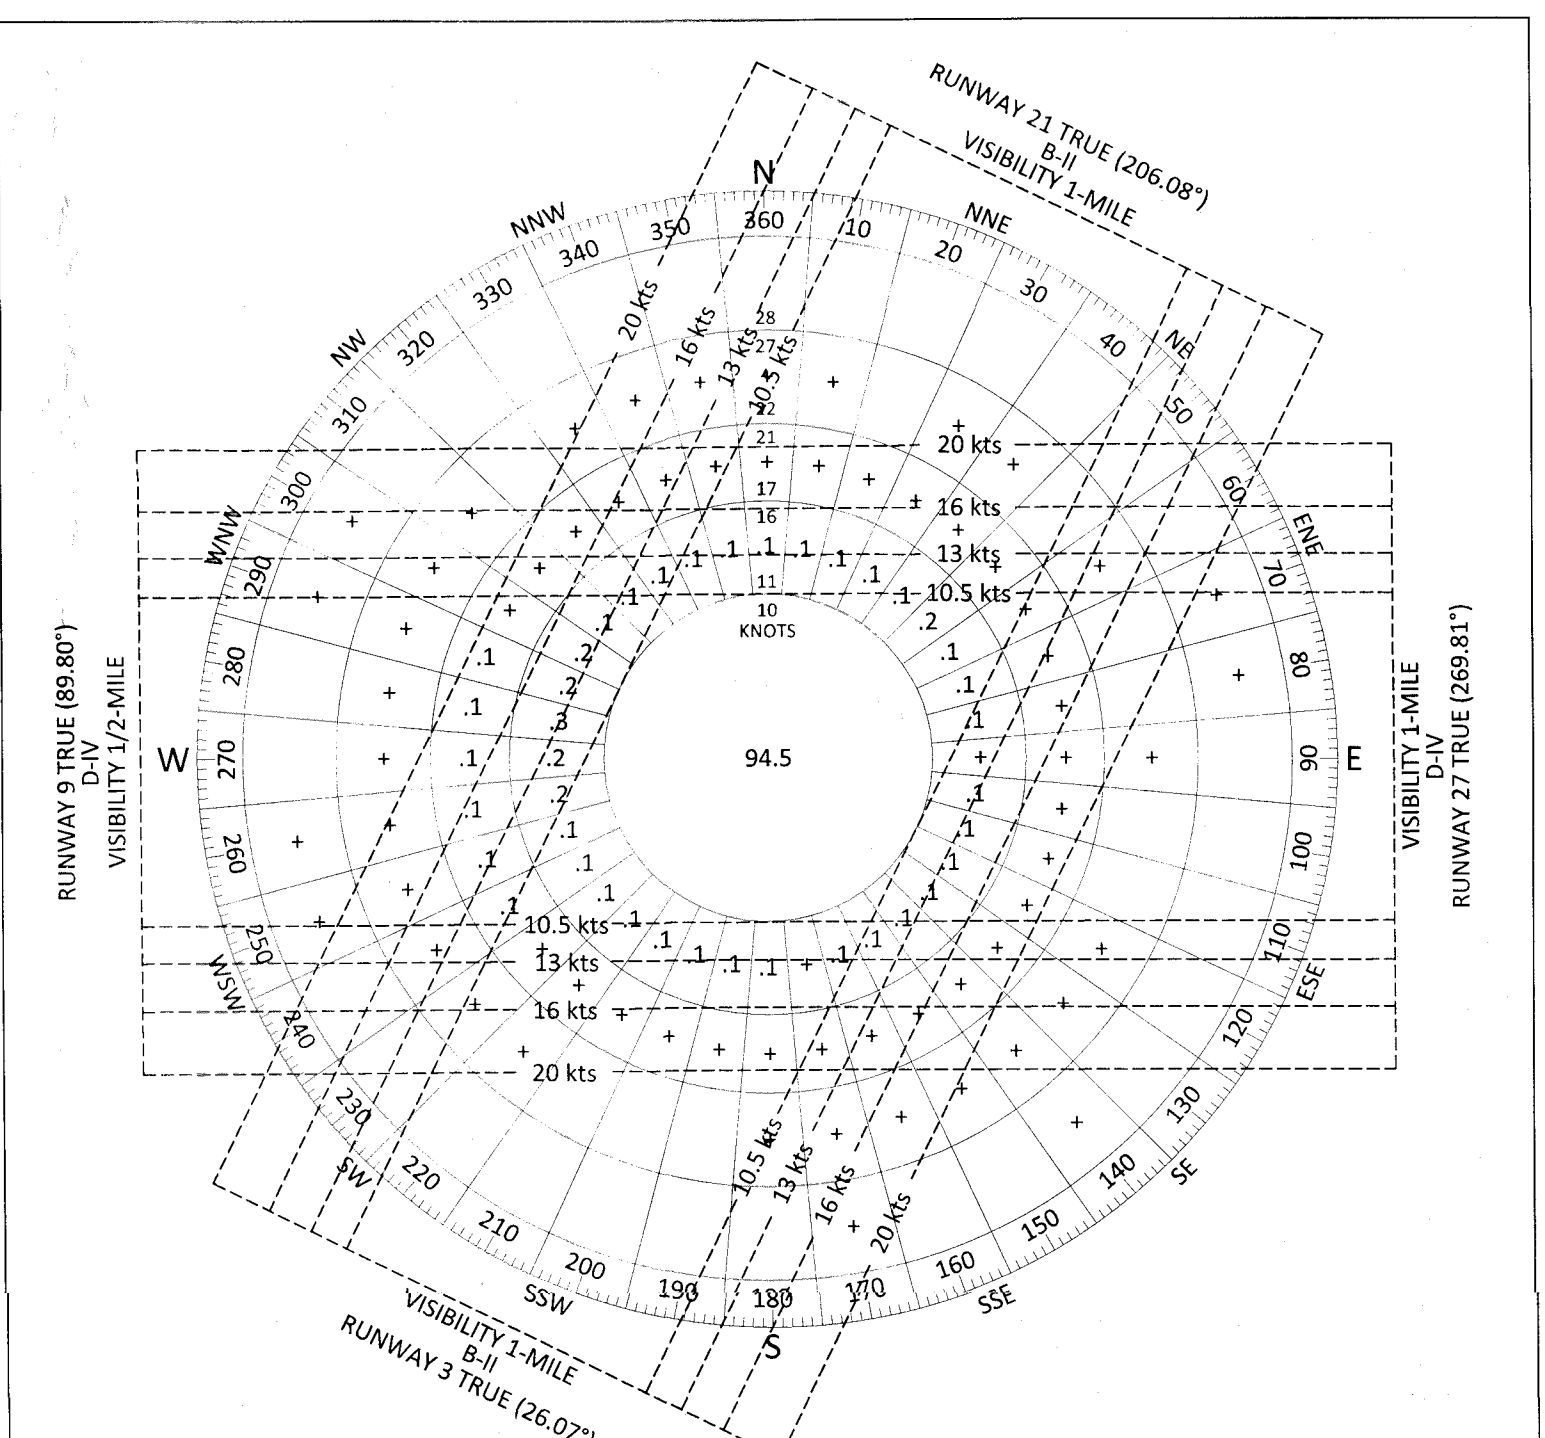 RUNWAY 21 TRUE (206.08°)
B-II
VISIBILITY 1-MILE
N
NNW
NNE
350
360
10
340
20
330
30
20 kts
16 kts
13 kts
10.5 kts
28
27
22
21
17
16
11
10
KNOTS
NW
320
40
NE
310
50
20 kts
300
60
16 kts
WNW
ENE
13 kts
290
70
10.5 kts
.1 .1 .1 .1 .1
.1 .1
.1 .1
.1 .2
.1 .2 .1
.2 .1
.1 .3 .1
.1 .2
.1 .2 .1
.1 .1
.1 .1 .1
.1 .1
.1 .1 .1
.1 .1
.1 .1 .1 .1
280
80
W
270
94.5
90
E
260
100
250
110
WSW
ESE
240
120
10.5 kts
13 kts
16 kts
20 kts
230
130
SW
220
140
SE
210
150
200
160
190
180
170
SSW
SSE
S
10.5 kts
13 kts
16 kts
20 kts
RUNWAY 9 TRUE (89.80°)
D-IV
VISIBILITY 1/2-MILE
VISIBILITY 1-MILE
D-IV
RUNWAY 27 TRUE (269.81°)
VISIBILITY 1-MILE
B-II
RUNWAY 3 TRUE (26.07°)